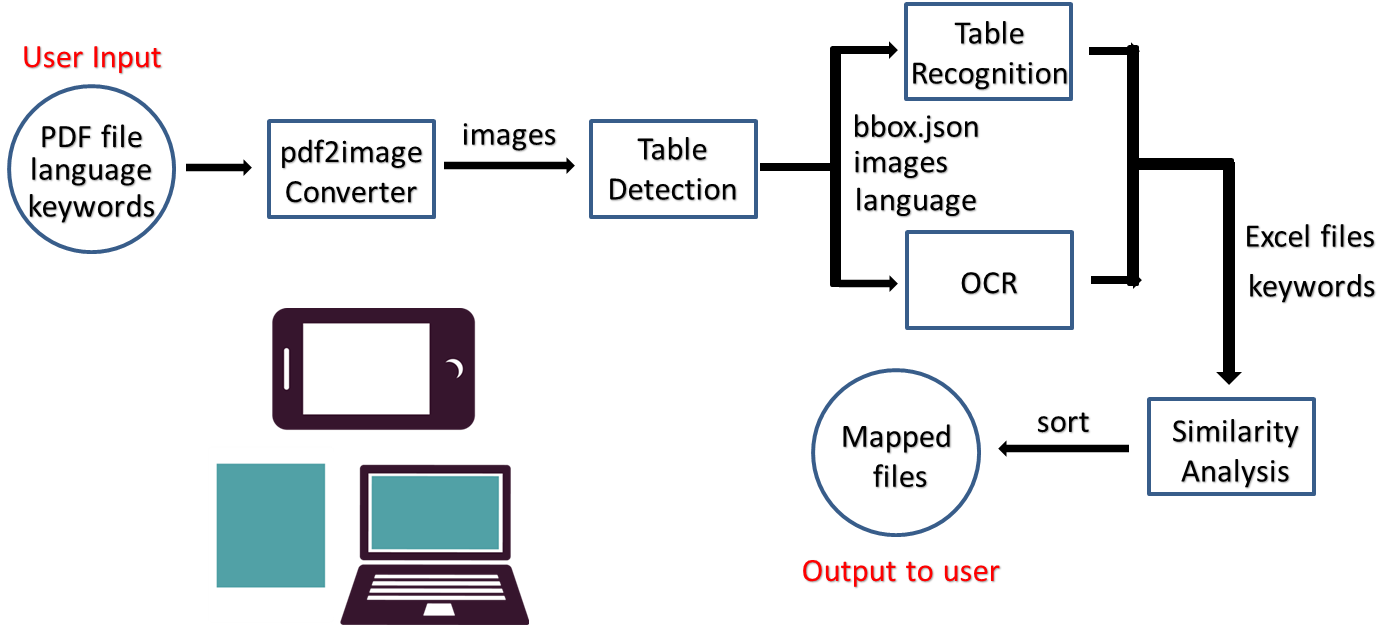 User Input
PDF file
language
keywords
pdf2image
Converter
images
Table
Detection
bbox.json
images
language
Table
Recognition
OCR
Excel files
keywords
Similarity
Analysis
sort
Mapped
files
Output to user